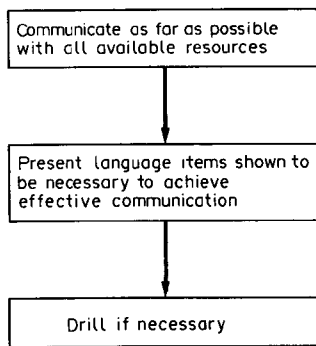 Communicate as far as possible
with all available resources
Present language items shown to
be necessary to achieve
effective communication
Drill if necessary